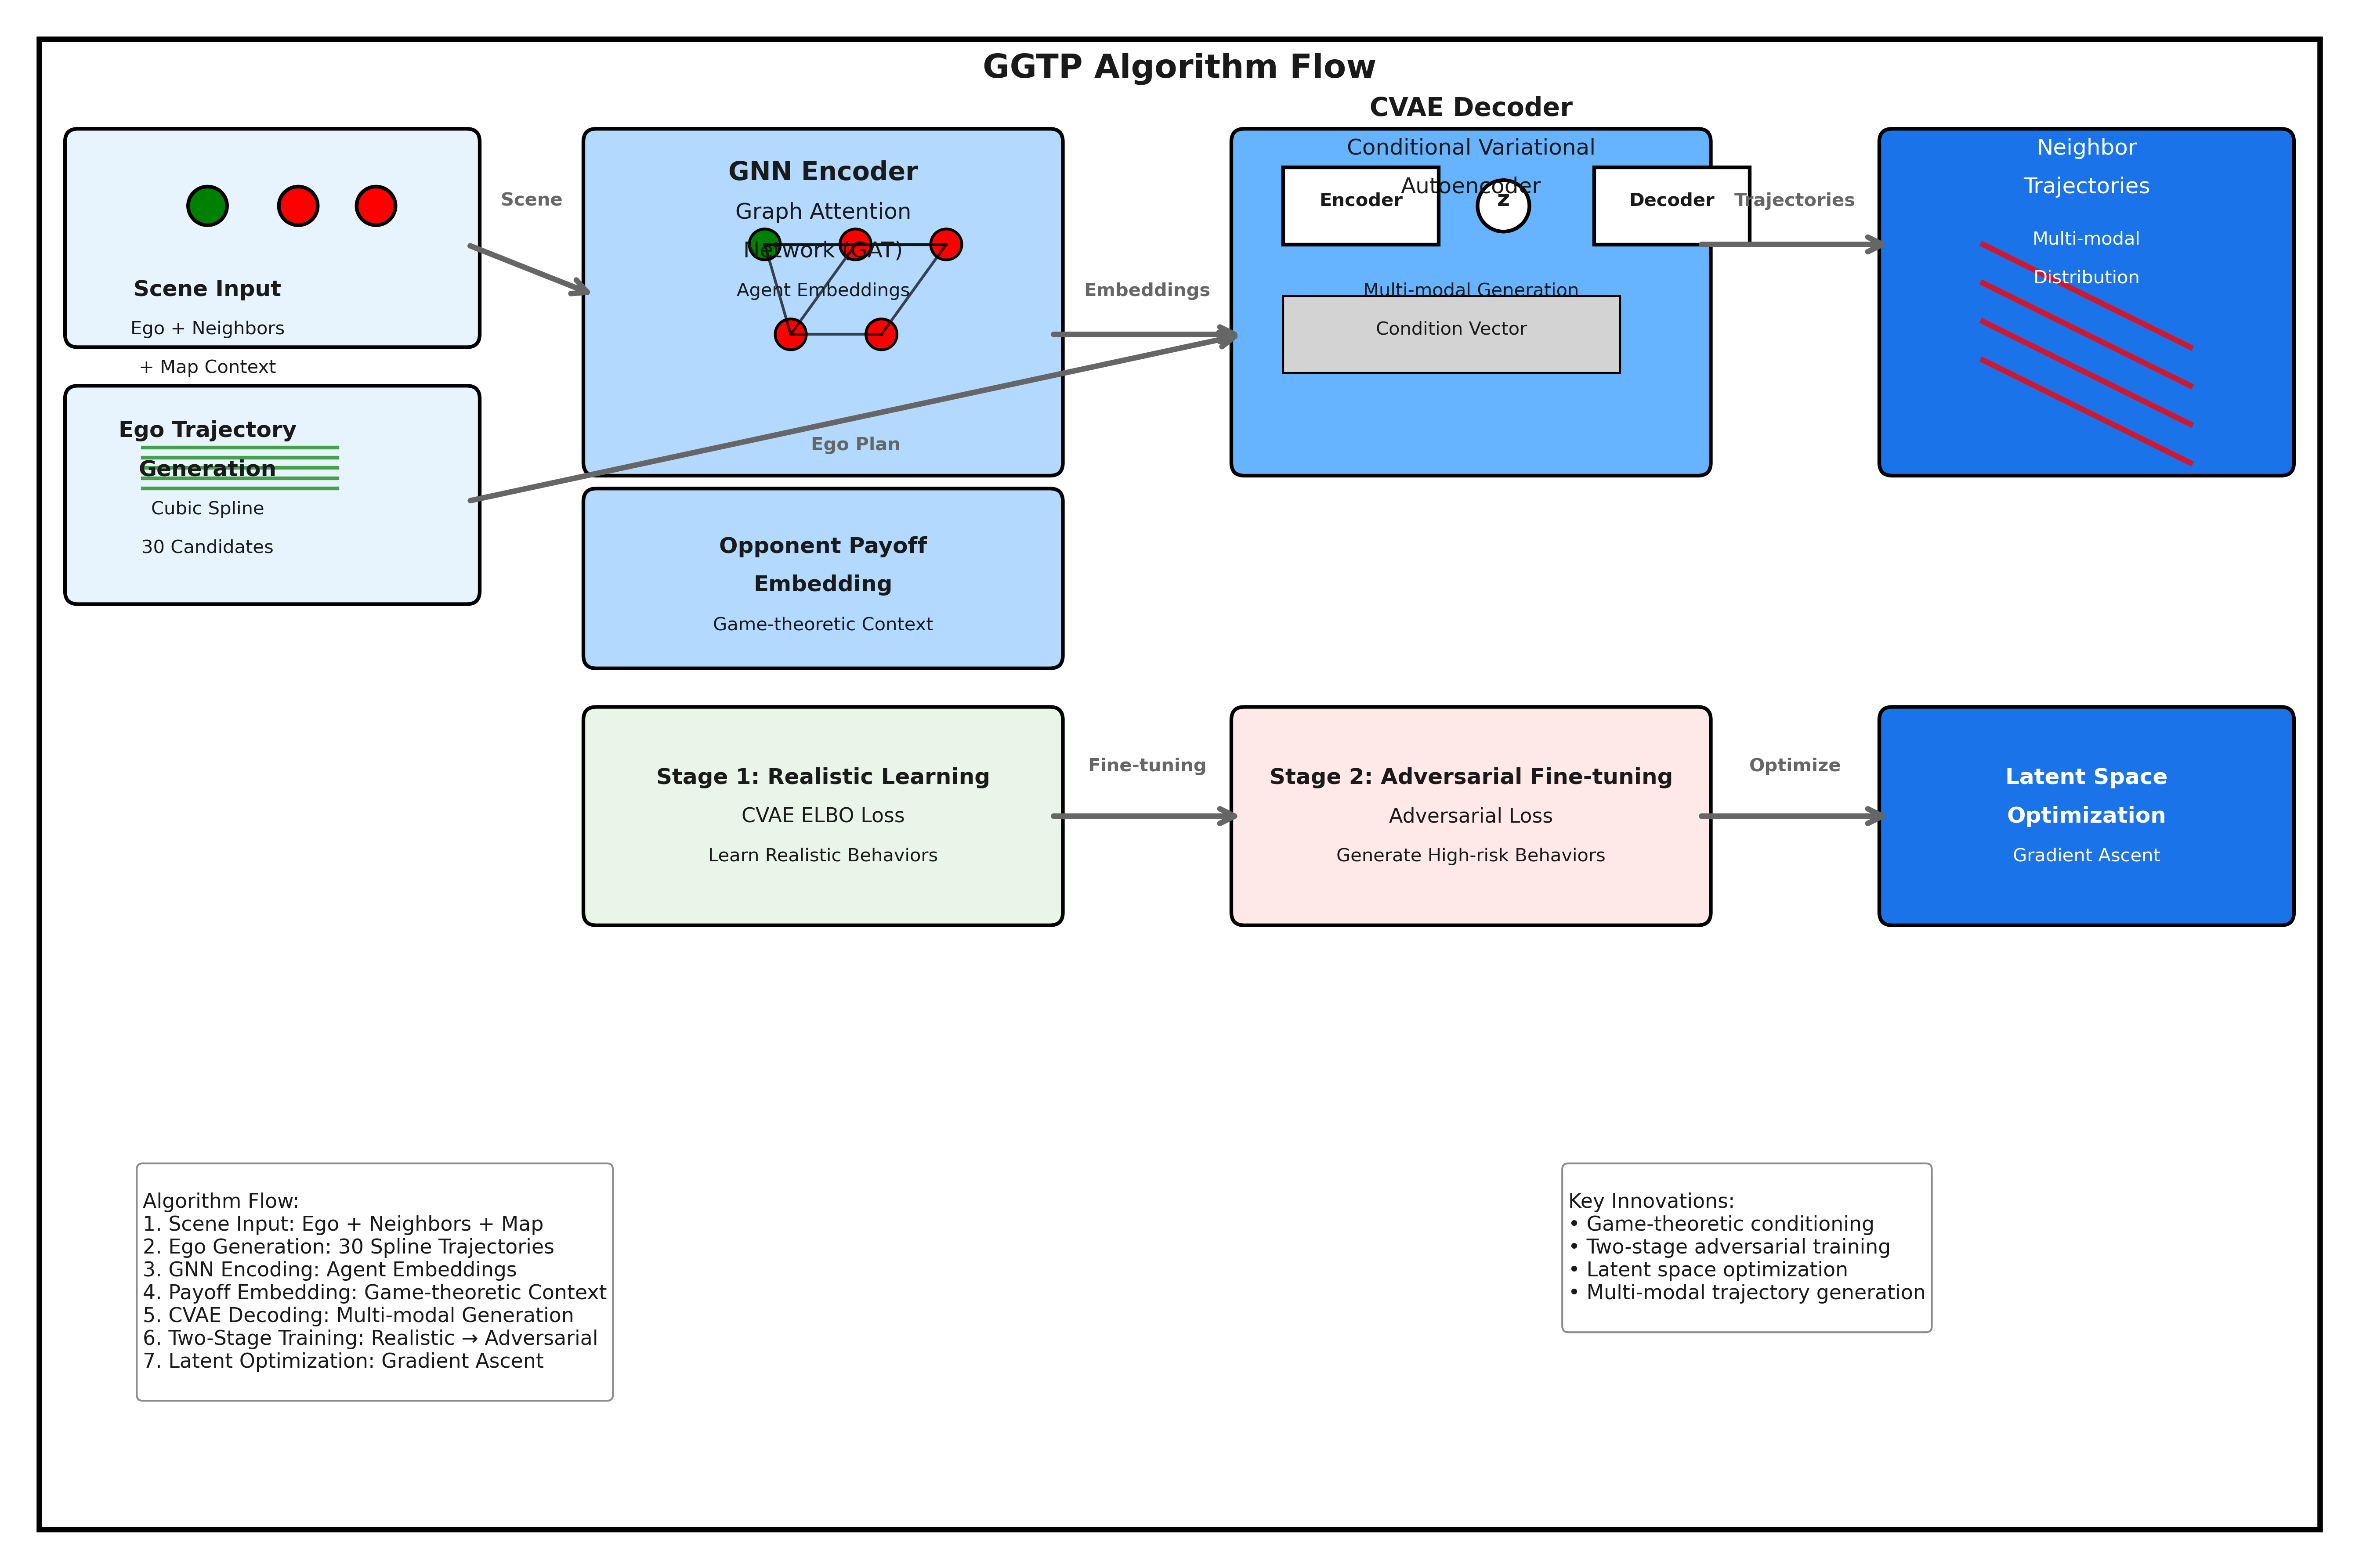 GGTP Algorithm Flow
Scene Input
Ego + Neighbors
+ Map Context
Scene
GNN Encoder
Graph Attention
Network (GAT)
Agent Embeddings
Embeddings
CVAE Decoder
Conditional Variational
Autoencoder
Encoder
z
Decoder
Multi-modal Generation
Condition Vector
Trajectories
Neighbor
Trajectories
Multi-modal
Distribution
Ego Trajectory
Generation
Cubic Spline
30 Candidates
Ego Plan
Opponent Payoff
Embedding
Game-theoretic Context
Stage 1: Realistic Learning
CVAE ELBO Loss
Learn Realistic Behaviors
Fine-tuning
Stage 2: Adversarial Fine-tuning
Adversarial Loss
Generate High-risk Behaviors
Optimize
Latent Space
Optimization
Gradient Ascent
Algorithm Flow:
1. Scene Input: Ego + Neighbors + Map
2. Ego Generation: 30 Spline Trajectories
3. GNN Encoding: Agent Embeddings
4. Payoff Embedding: Game-theoretic Context
5. CVAE Decoding: Multi-modal Generation
6. Two-Stage Training: Realistic → Adversarial
7. Latent Optimization: Gradient Ascent
Key Innovations:
• Game-theoretic conditioning
• Two-stage adversarial training
• Latent space optimization
• Multi-modal trajectory generation